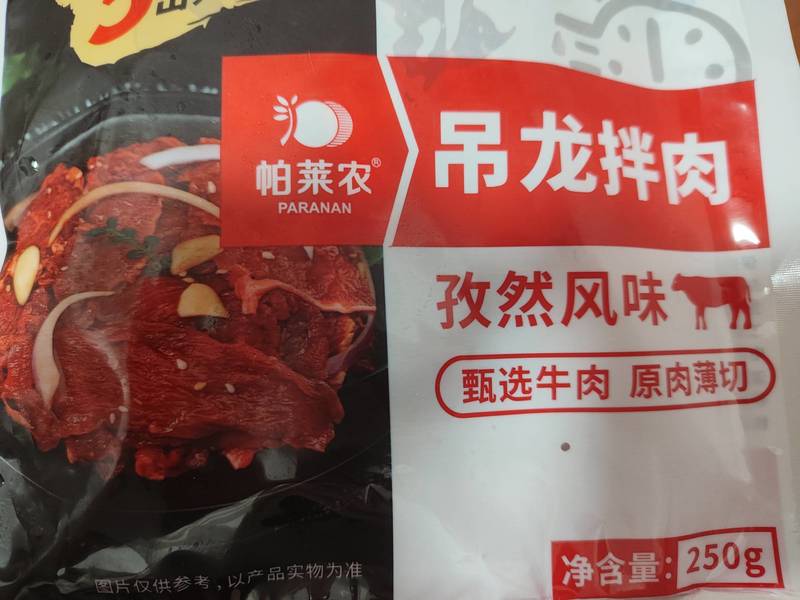 帕莱农®
PARANAN
吊龙拌肉
孜然风味
甄选牛肉 原肉薄切
净含量：250g
图片仅供参考，以产品实物为准